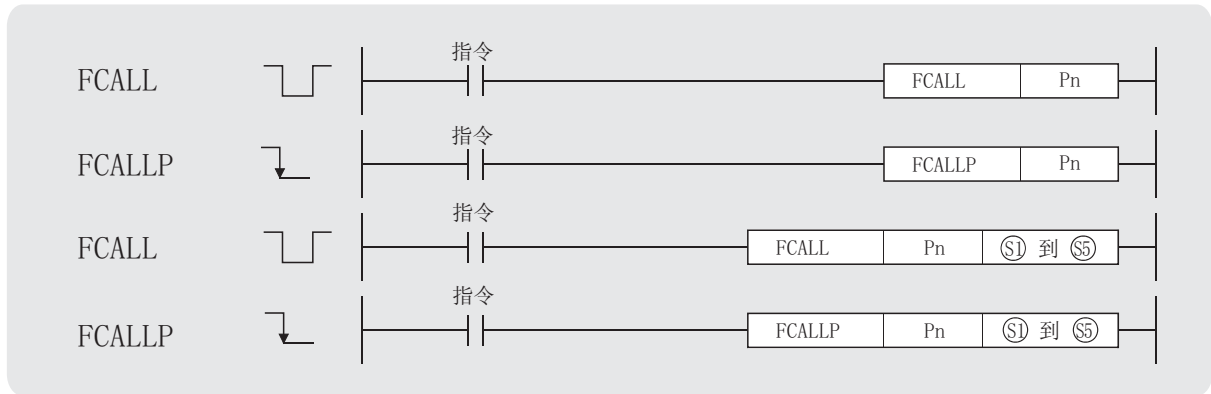 指令
FCALL FCALL Pn
指令
FCALLP FCALLP Pn
指令
FCALL FCALL Pn S1 到 S5
指令
FCALLP FCALLP Pn S1 到 S5